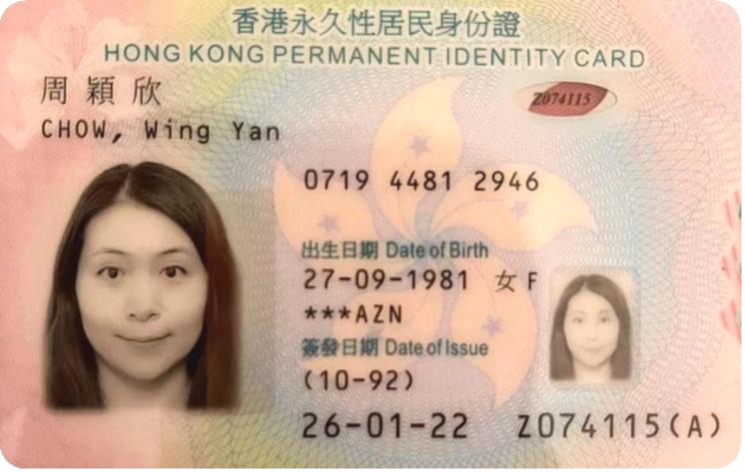 香港永久性居民身份證
HONG KONG PERMANENT IDENTITY CARD
周穎欣
CHOW, Wing Yan
Z074115
0719 4481 2946
出生日期 Date of Birth
27-09-1981 女 F
***AZN
簽發日期 Date of Issue
(10-92)
26-01-22 Z074115(A)